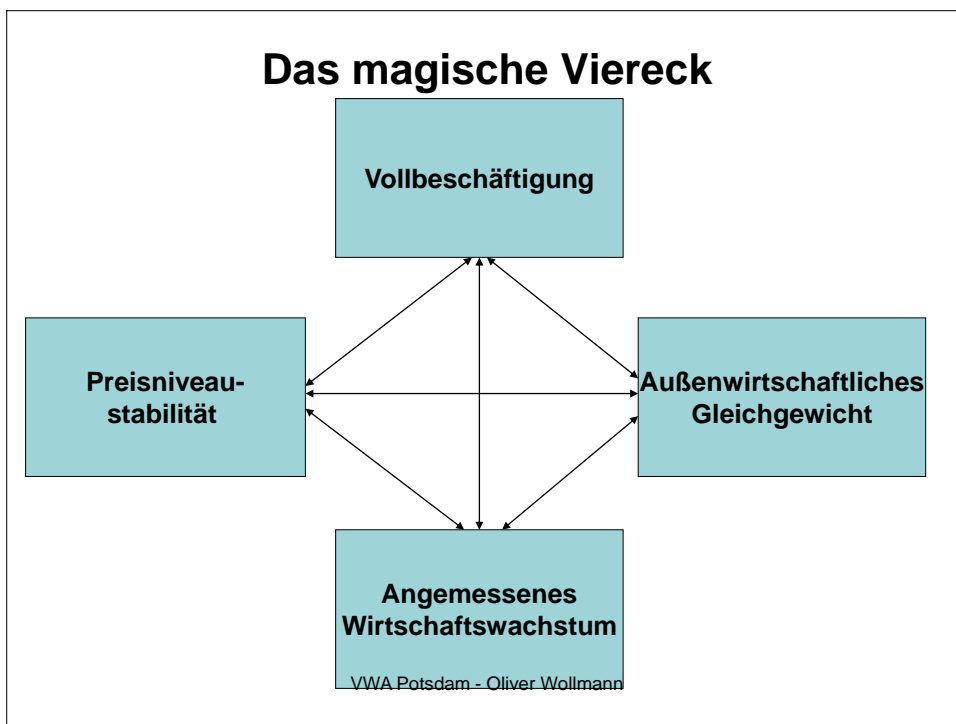 Das magische Viereck
Vollbeschäftigung
Preisniveau-
stabilität
Außenwirtschaftliches
Gleichgewicht
Angemessenes
Wirtschaftswachstum
VWA Potsdam - Oliver Wollmann